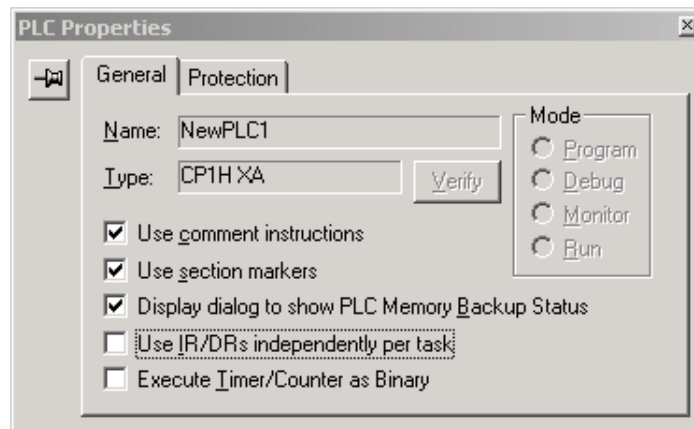 PLC Properties
General Protection
Name: NewPLC1
Type: CP1H XA Verify
Mode
Program
Debug
Monitor
Run
Use comment instructions
Use section markers
Display dialog to show PLC Memory Backup Status
Use IR/DRs independently per task
Execute Timer/Counter as Binary